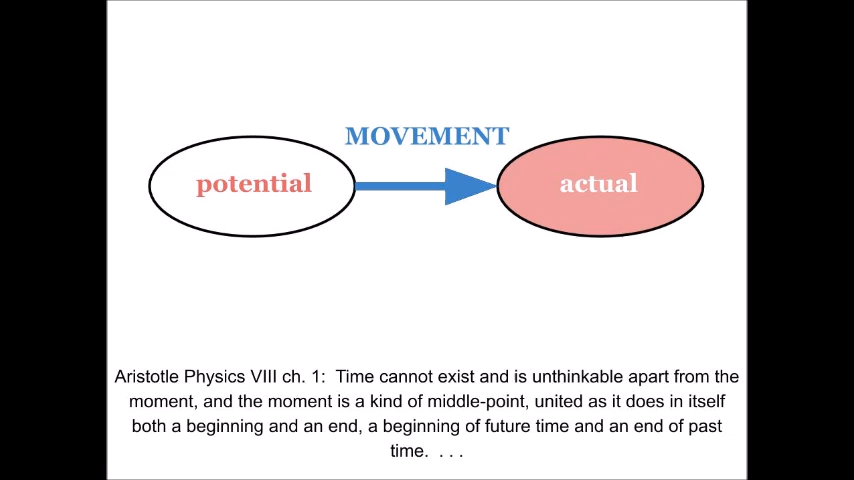 MOVEMENT
potential
actual
Aristotle Physics VIII ch. 1:  Time cannot exist and is unthinkable apart from the
moment, and the moment is a kind of middle-point, united as it does in itself
both a beginning and an end, a beginning of future time and an end of past
time.  . . .